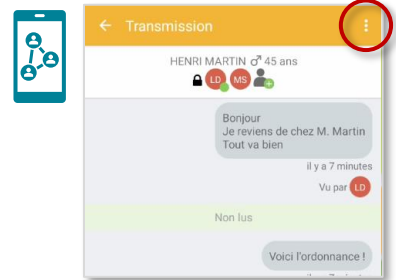 Transmission
HENRI MARTIN ♂ 45 ans
LD MS
Bonjour
Je reviens de chez M. Martin
Tout va bien
il y a 7 minutes
Vu par LD
Non lus
Voici l'ordonnance !